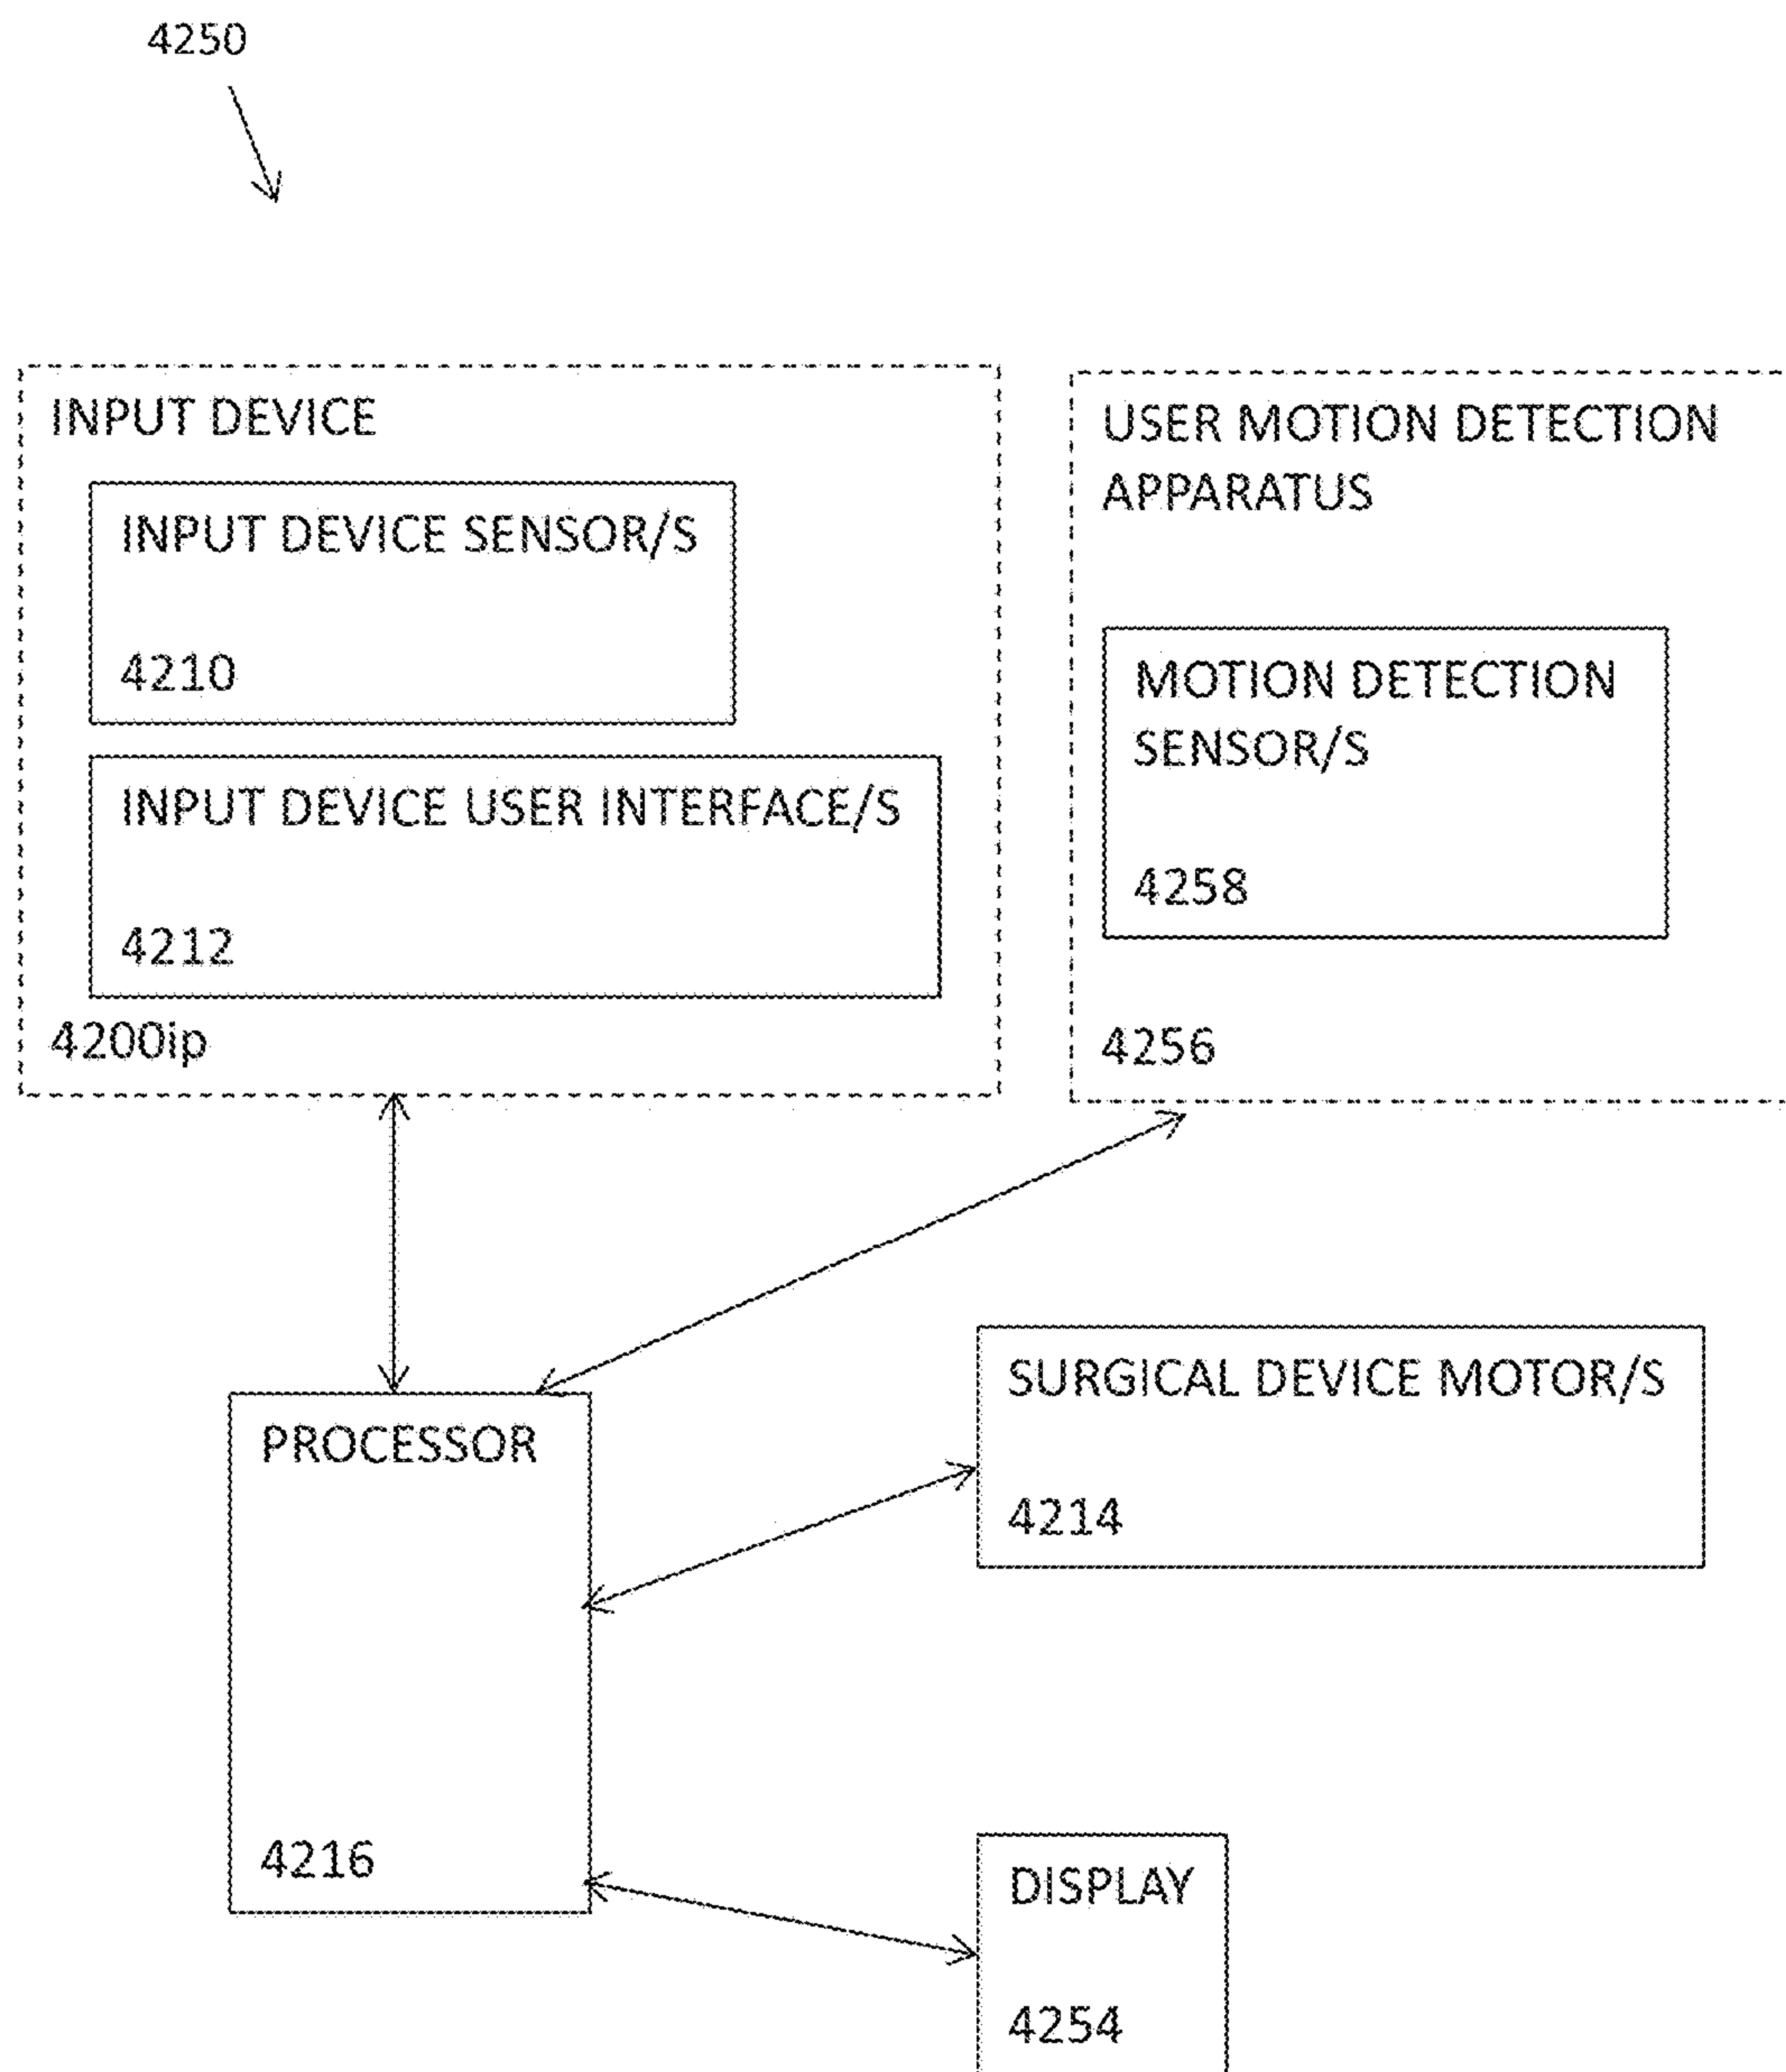 4250
INPUT DEVICE
INPUT DEVICE SENSOR/S
4210
INPUT DEVICE USER INTERFACE/S
4212
4200ip
USER MOTION DETECTION
APPARATUS
MOTION DETECTION
SENSOR/S
4258
4256
SURGICAL DEVICE MOTOR/S
4214
PROCESSOR
4216
DISPLAY
4254